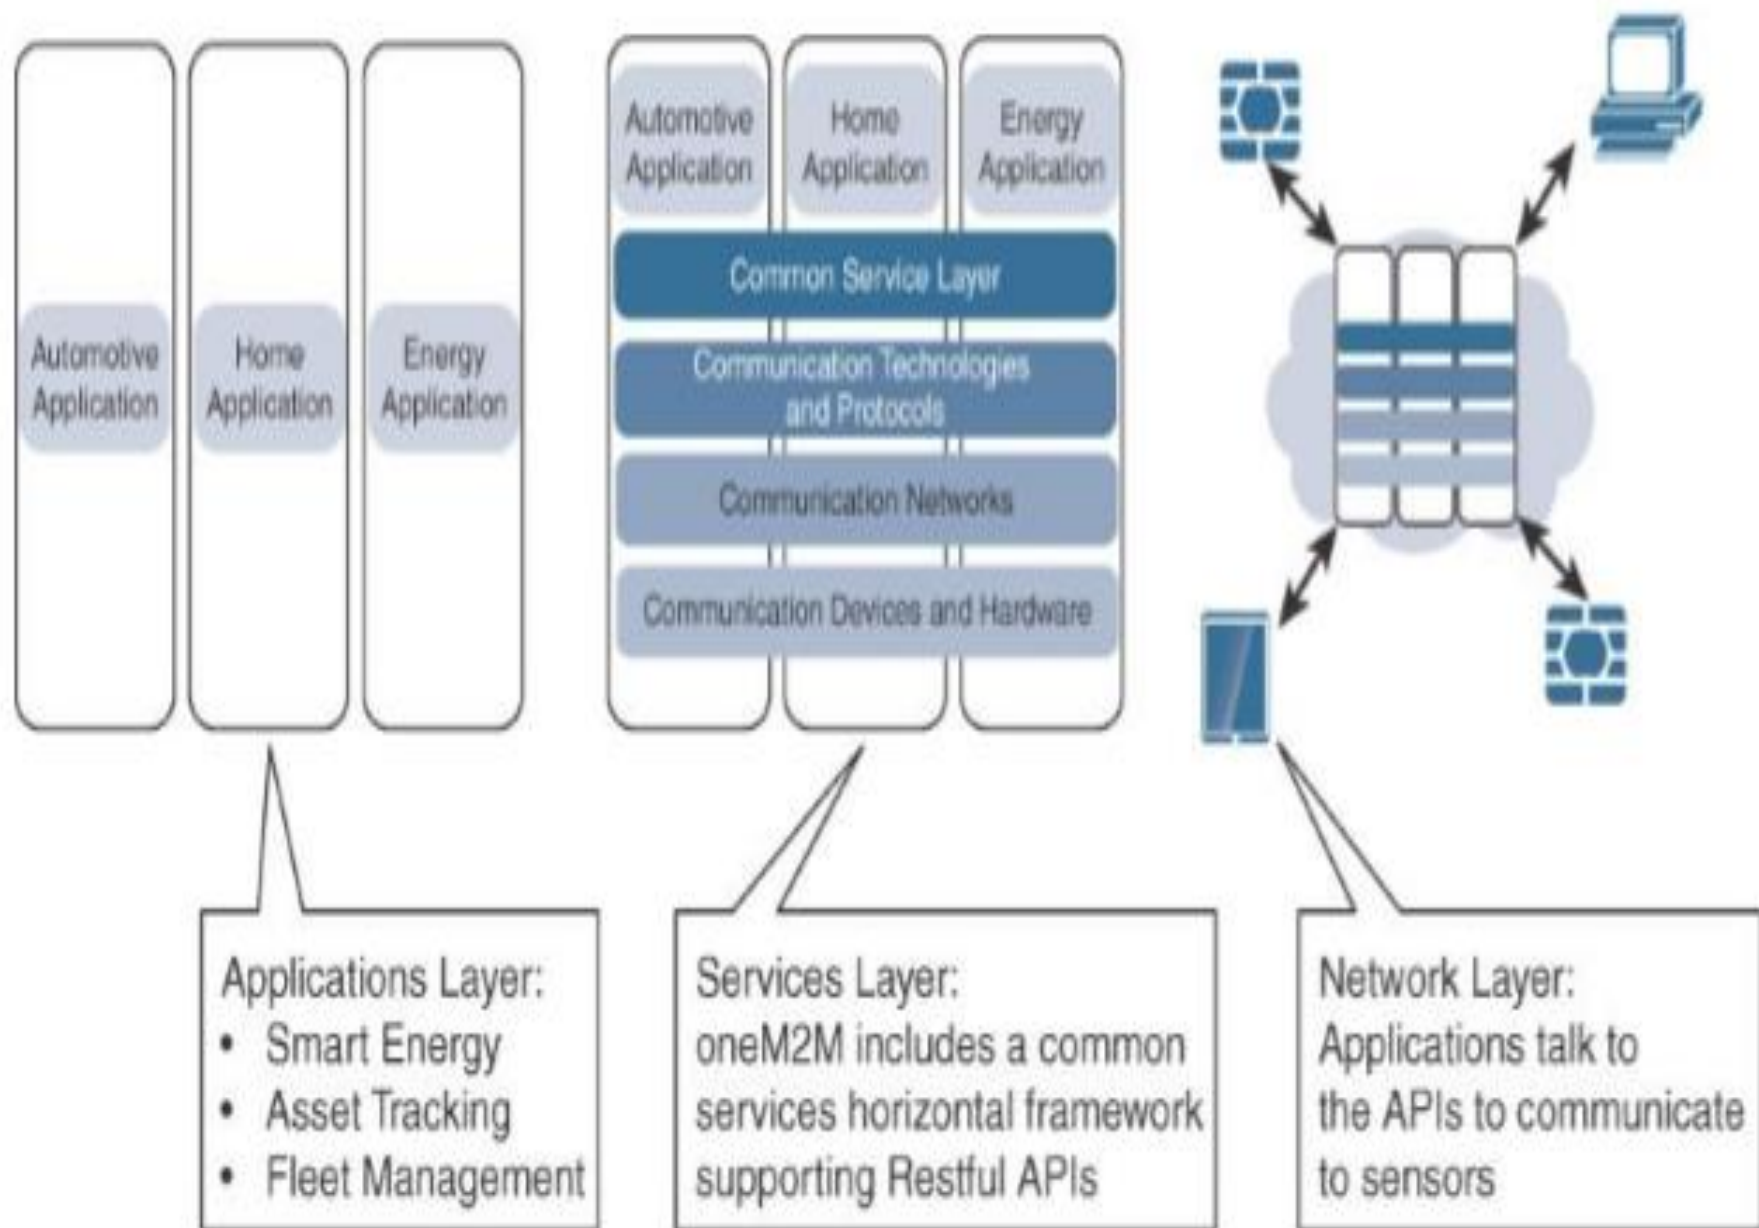 Automotive
Application
Home
Application
Energy
Application
Automotive
Application
Home
Application
Energy
Application
Common Service Layer
Communication Technologies
and Protocols
Communication Networks
Communication Devices and Hardware
Applications Layer:
• Smart Energy
• Asset Tracking
• Fleet Management
Services Layer:
oneM2M includes a common
services horizontal framework
supporting Restful APIs
Network Layer:
Applications talk to
the APIs to communicate
to sensors